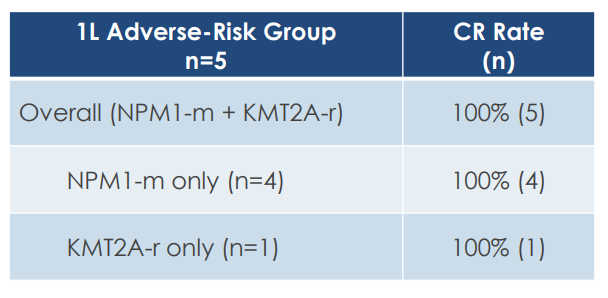 1L Adverse-Risk Group
n=5
CR Rate
(n)
Overall (NPM1-m + KMT2A-r)
100% (5)
NPM1-m only (n=4)
100% (4)
KMT2A-r only (n=1)
100% (1)